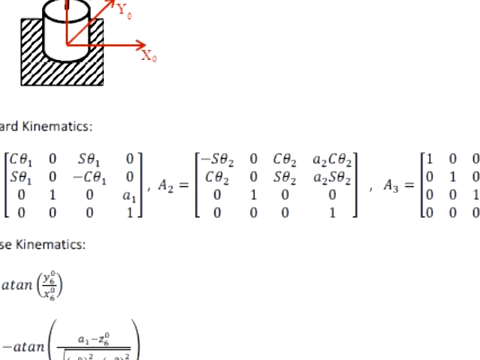 Y₀
X₀
ard Kinematics:
[Cθ₁ 0 Sθ₁ 0] [−Sθ₂ 0 Cθ₂ a₂Cθ₂] [1 0 0
[Sθ₁ 0 −Cθ₁ 0] , A₂ = [Cθ₂ 0 Sθ₂ a₂Sθ₂] , A₃ = [0 1 0
[0 1 0 a₁] [0 1 0 0] [0 0 1
[0 0 0 1] [0 0 0 1] [0 0 0
se Kinematics:
atan (y₆⁰/x₆⁰)
−atan ( a₁−z₆⁰